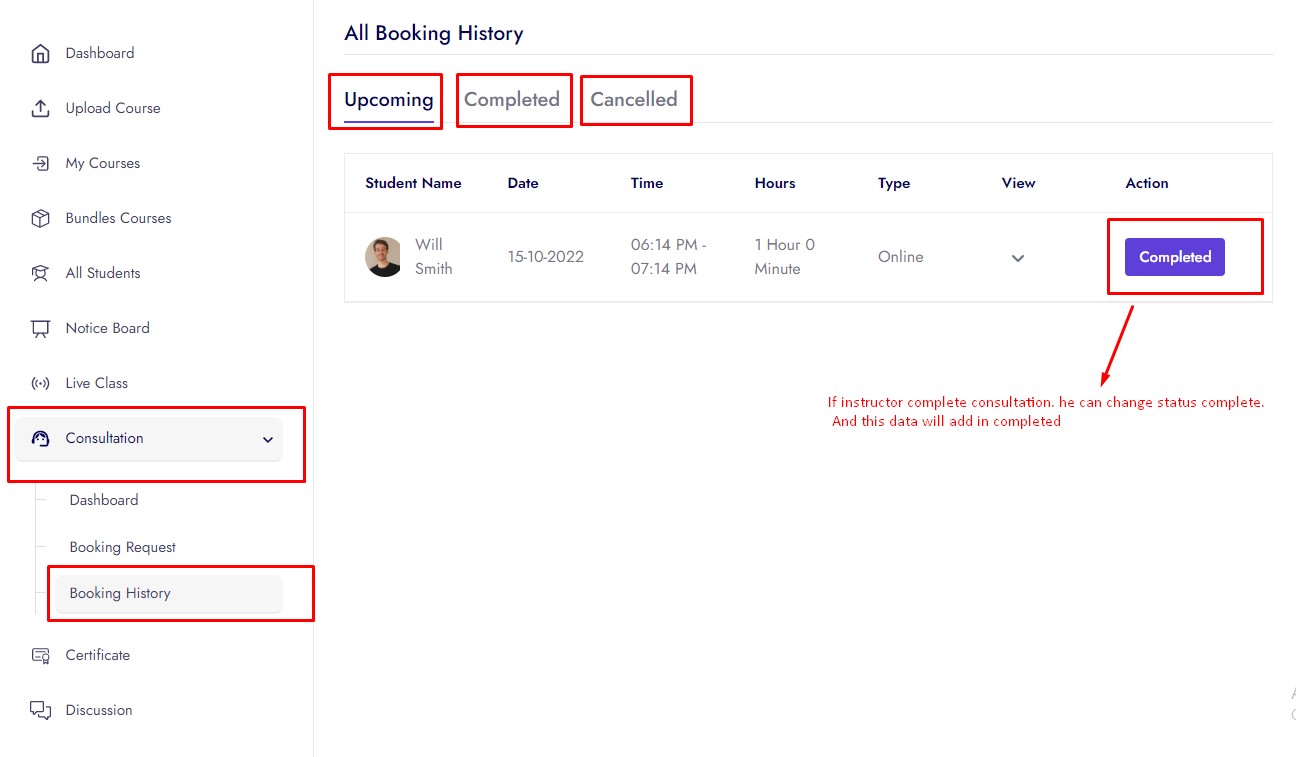 Dashboard
Upload Course
My Courses
Bundles Courses
All Students
Notice Board
Live Class
Consultation
Dashboard
Booking Request
Booking History
Certificate
Discussion
All Booking History
Upcoming Completed Cancelled
Student Name Date Time Hours Type View Action
Will Smith 15-10-2022 06:14 PM - 07:14 PM 1 Hour 0 Minute Online Completed
If instructor complete consultation. he can change status complete.
And this data will add in completed